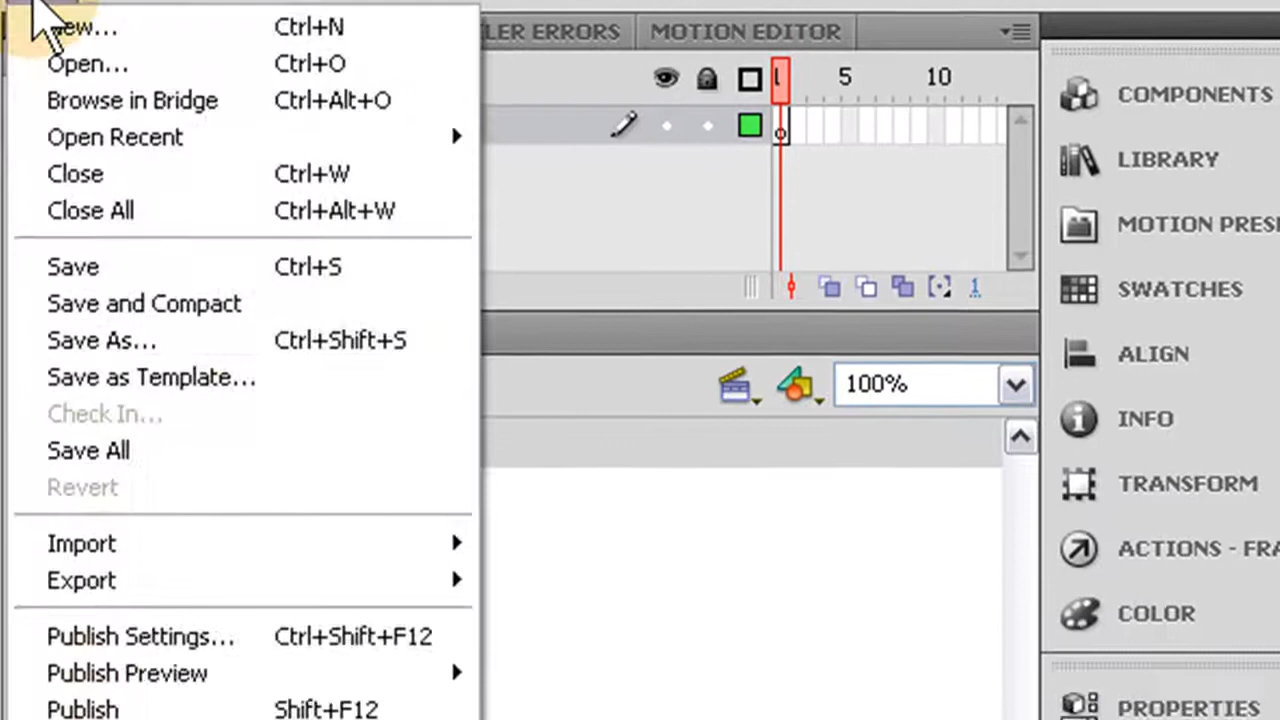 ew... Ctrl+N
Open... Ctrl+O
Browse in Bridge Ctrl+Alt+O
Open Recent
Close Ctrl+W
Close All Ctrl+Alt+W
Save Ctrl+S
Save and Compact
Save As... Ctrl+Shift+S
Save as Template...
Check In...
Save All
Revert
Import
Export
Publish Settings... Ctrl+Shift+F12
Publish Preview
Publish Shift+F12
LER ERRORS MOTION EDITOR
5 10
1
100%
COMPONENTS
LIBRARY
MOTION PRES
SWATCHES
ALIGN
INFO
TRANSFORM
ACTIONS - FRA
COLOR
PROPERTIES